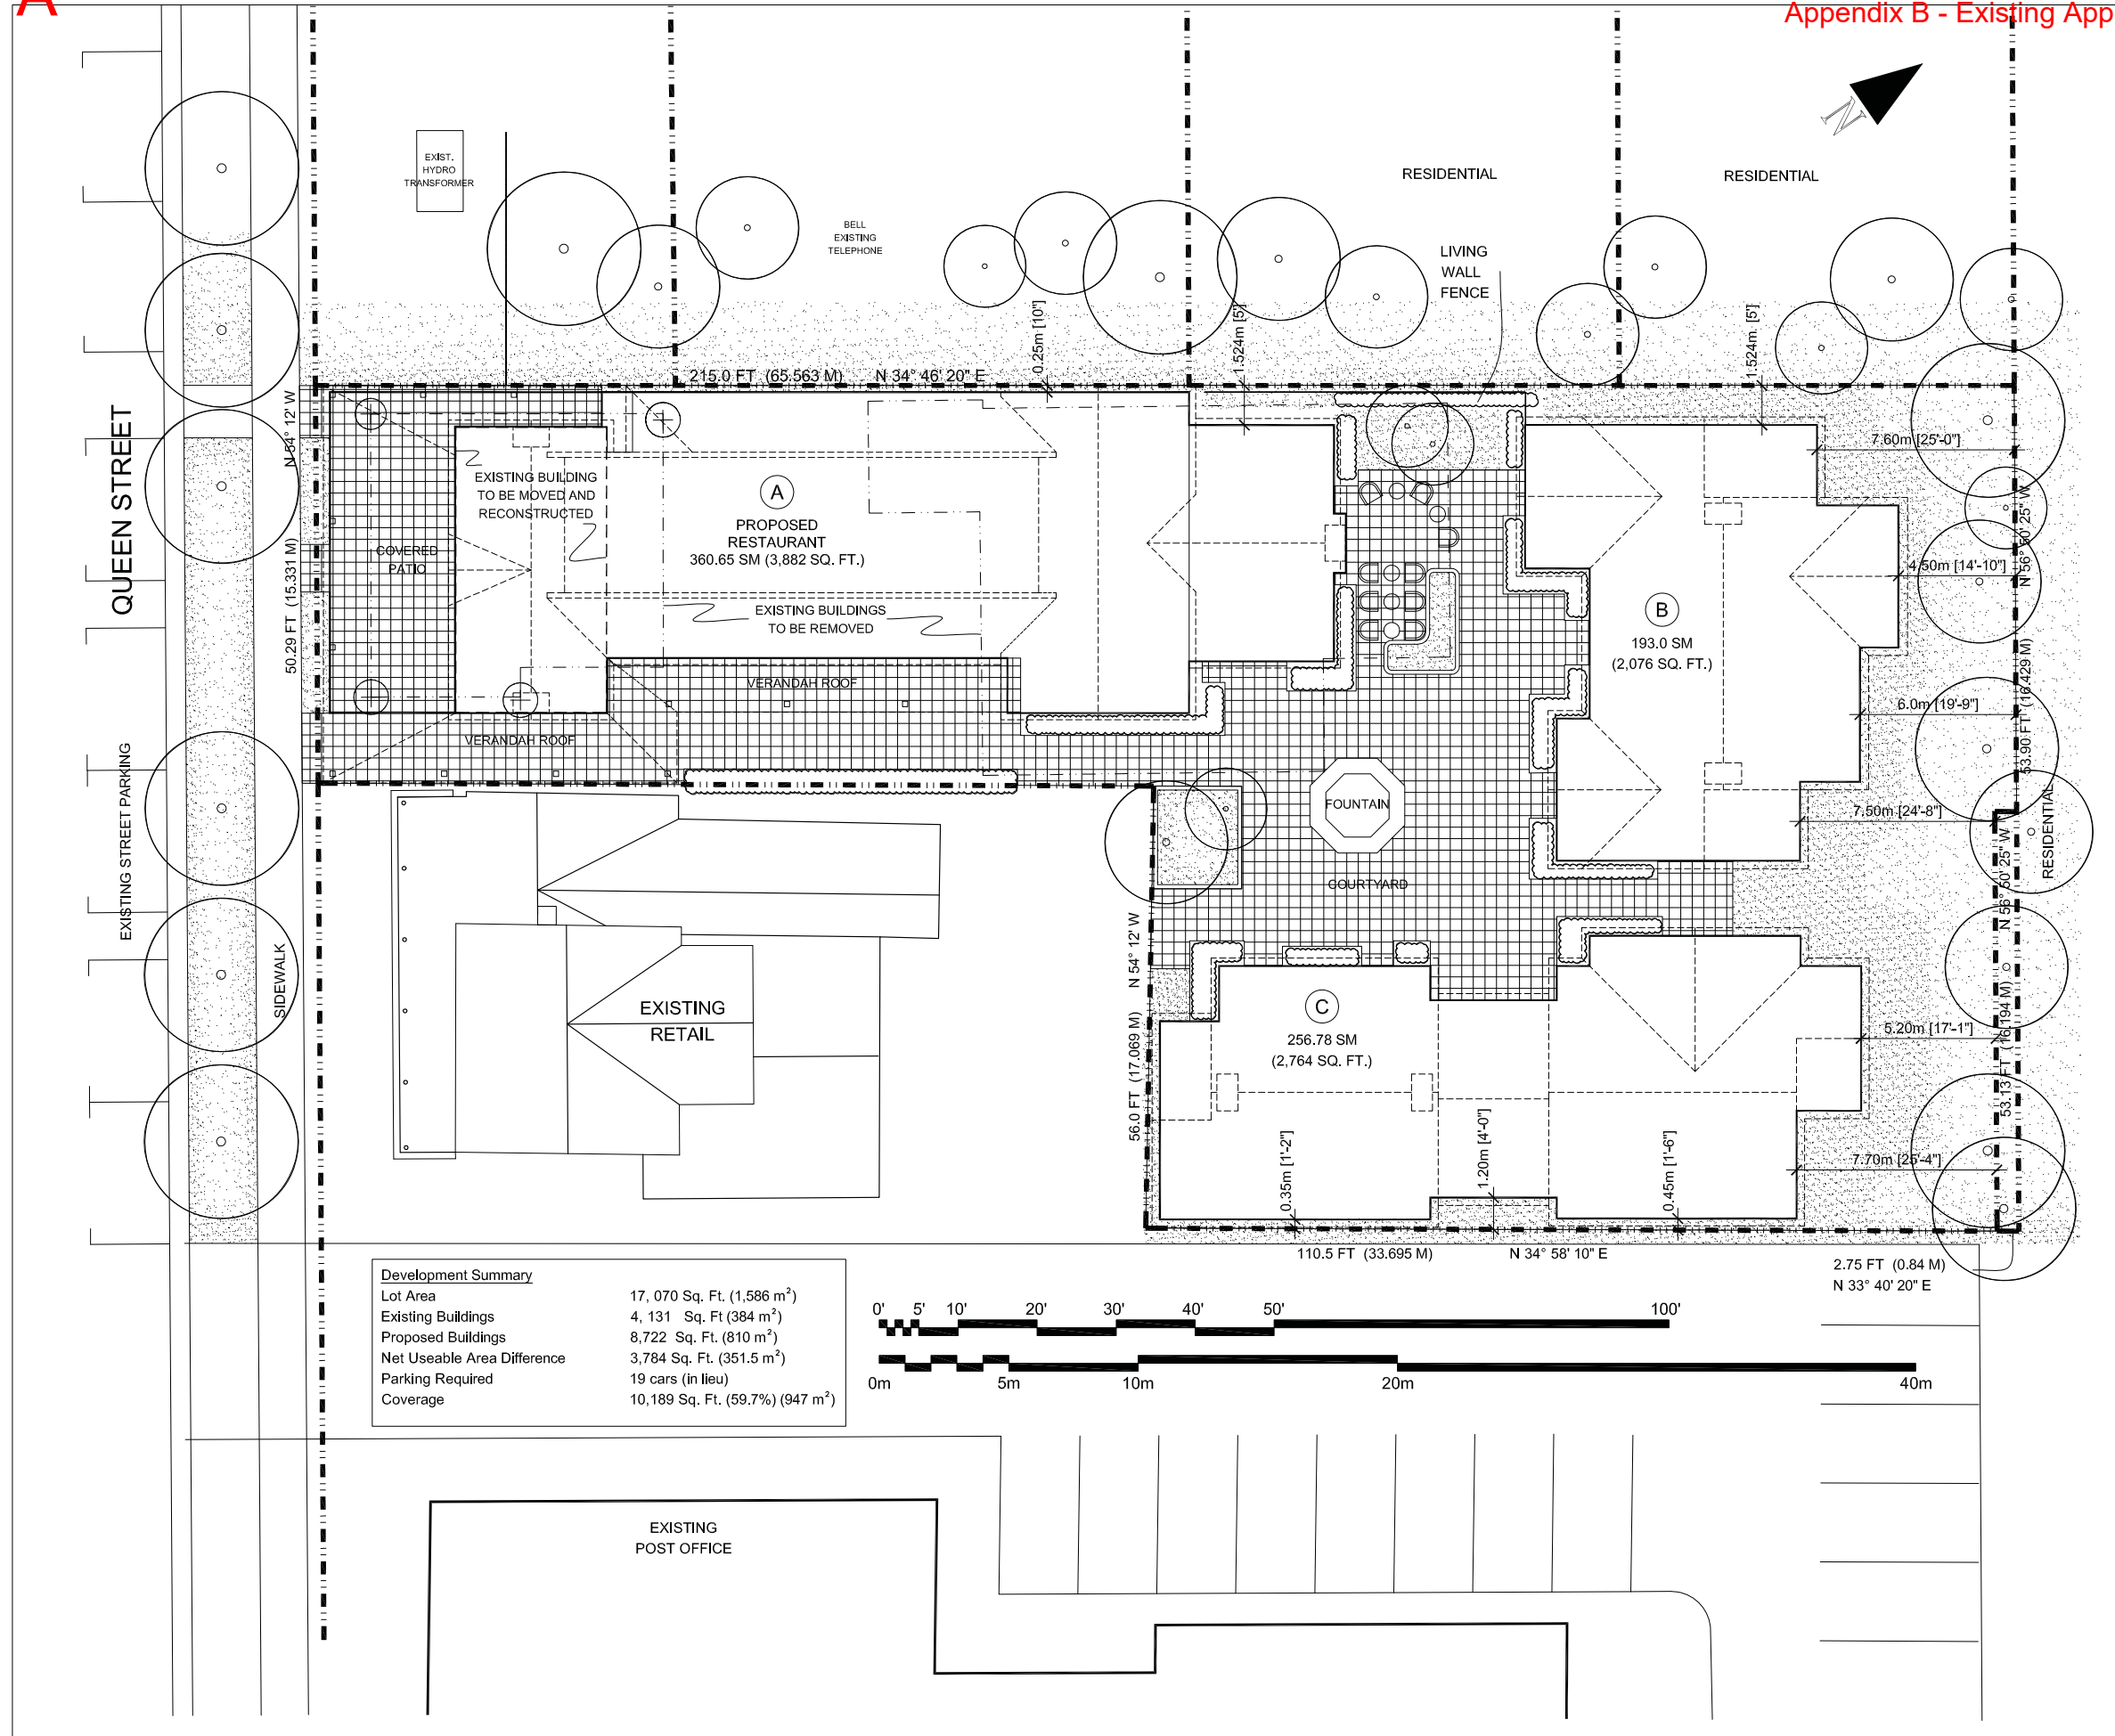 A
Appendix B - Existing App
N
EXIST.
HYDRO
TRANSFORMER
BELL
EXISTING
TELEPHONE
RESIDENTIAL
RESIDENTIAL
LIVING
WALL
FENCE
0.25m [10"]
1.524m [5']
1.524m. [5']
215.0 FT (65.563 M) N 34° 46' 20" E
N 54° 12' W
50.29 FT (15.331 M)
QUEEN STREET
EXISTING STREET PARKING
SIDEWALK
COVERED
PATIO
EXISTING BUILDING
TO BE MOVED AND
RECONSTRUCTED
A
PROPOSED
RESTAURANT
360.65 SM (3,882 SQ. FT.)
EXISTING BUILDINGS
TO BE REMOVED
VERANDAH ROOF
VERANDAH ROOF
B
193.0 SM
(2,076 SQ. FT.)
7.60m [25'-0"]
4.50m [14'-10"]
6.0m [19'-9"]
7.50m [24'-8"]
N 56° 50' 25" W
53.90 FT (16.429 M)
RESIDENTIAL
FOUNTAIN
COURTYARD
EXISTING
RETAIL
N 54° 12' W
56.0 FT (17.069 M)
C
256.78 SM
(2,764 SQ. FT.)
0.35m [1'-2"]
1.20m [4'-0"]
0.45m [1'-6"]
5.20m [17'-1"]
7.70m [25'-4"]
N 56° 50' 25" W
53.13 FT (16.194 M)
110.5 FT (33.695 M) N 34° 58' 10" E
2.75 FT (0.84 M)
N 33° 40' 20" E
Development Summary
Lot Area 17, 070 Sq. Ft. (1,586 m²)
Existing Buildings 4, 131 Sq. Ft (384 m²)
Proposed Buildings 8,722 Sq. Ft. (810 m²)
Net Useable Area Difference 3,784 Sq. Ft. (351.5 m²)
Parking Required 19 cars (in lieu)
Coverage 10,189 Sq. Ft. (59.7%) (947 m²)
0' 5' 10' 20' 30' 40' 50' 100'
0m 5m 10m 20m 40m
EXISTING
POST OFFICE